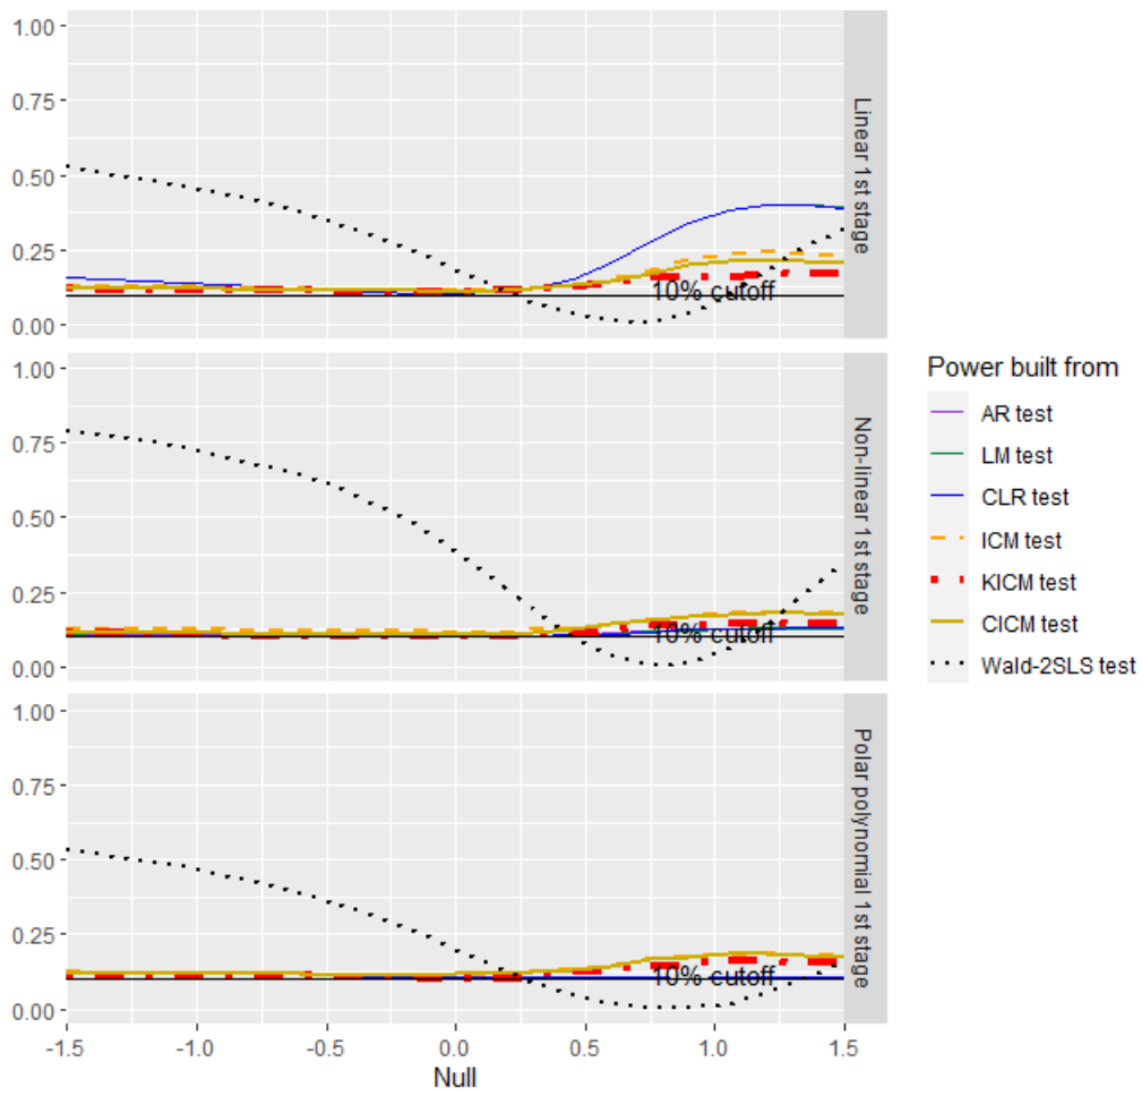 1.00
0.75
0.50
0.25
0.00
10% cutoff
Linear 1st stage
1.00
0.75
0.50
0.25
0.00
10% cutoff
Non-linear 1st stage
1.00
0.75
0.50
0.25
0.00
10% cutoff
Polar polynomial 1st stage
-1.5
-1.0
-0.5
0.0
0.5
1.0
1.5
Null
Power built from
AR test
LM test
CLR test
ICM test
KICM test
CICM test
Wald-2SLS test